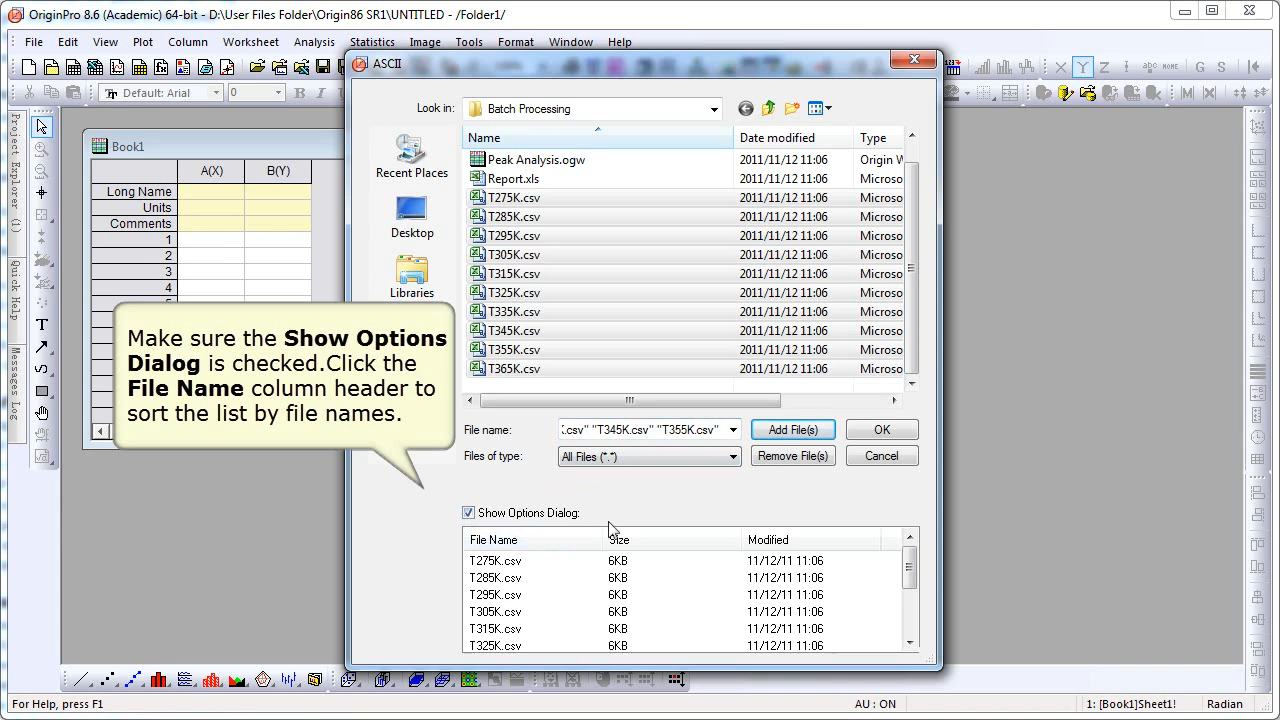 OriginPro 8.6 (Academic) 64-bit - D:\User Files Folder\Origin86 SR1\UNTITLED - /Folder1/
File Edit View Plot Column Worksheet Analysis Statistics Image Tools Format Window Help
Default: Arial 0 B I
X Y Z G S
Project Explorer (1)
Quick Help
Messages Log
Book1
A(X) B(Y)
Long Name
Units
Comments
1
2
3
4
ASCII
Look in: Batch Processing
Recent Places
Desktop
Libraries
Name Date modified Type
Peak Analysis.ogw 2011/11/12 11:06 Origin W
Report.xls 2011/11/12 11:06 Microso
T275K.csv 2011/11/12 11:06 Microso
T285K.csv 2011/11/12 11:06 Microso
T295K.csv 2011/11/12 11:06 Microso
T305K.csv 2011/11/12 11:06 Microso
T315K.csv 2011/11/12 11:06 Microso
T325K.csv 2011/11/12 11:06 Microso
T335K.csv 2011/11/12 11:06 Microso
T345K.csv 2011/11/12 11:06 Microso
T355K.csv 2011/11/12 11:06 Microso
T365K.csv 2011/11/12 11:06 Microso
Make sure the Show Options
Dialog is checked.Click the
File Name column header to
sort the list by file names.
File name: .csv" "T345K.csv" "T355K.csv" Add File(s) OK
Files of type: All Files (*.*) Remove File(s) Cancel
Show Options Dialog:
File Name Size Modified
T275K.csv 6KB 11/12/11 11:06
T285K.csv 6KB 11/12/11 11:06
T295K.csv 6KB 11/12/11 11:06
T305K.csv 6KB 11/12/11 11:06
T315K.csv 6KB 11/12/11 11:06
T325K.csv 6KB 11/12/11 11:06
For Help, press F1 AU : ON 1: [Book1]Sheet1! Radian